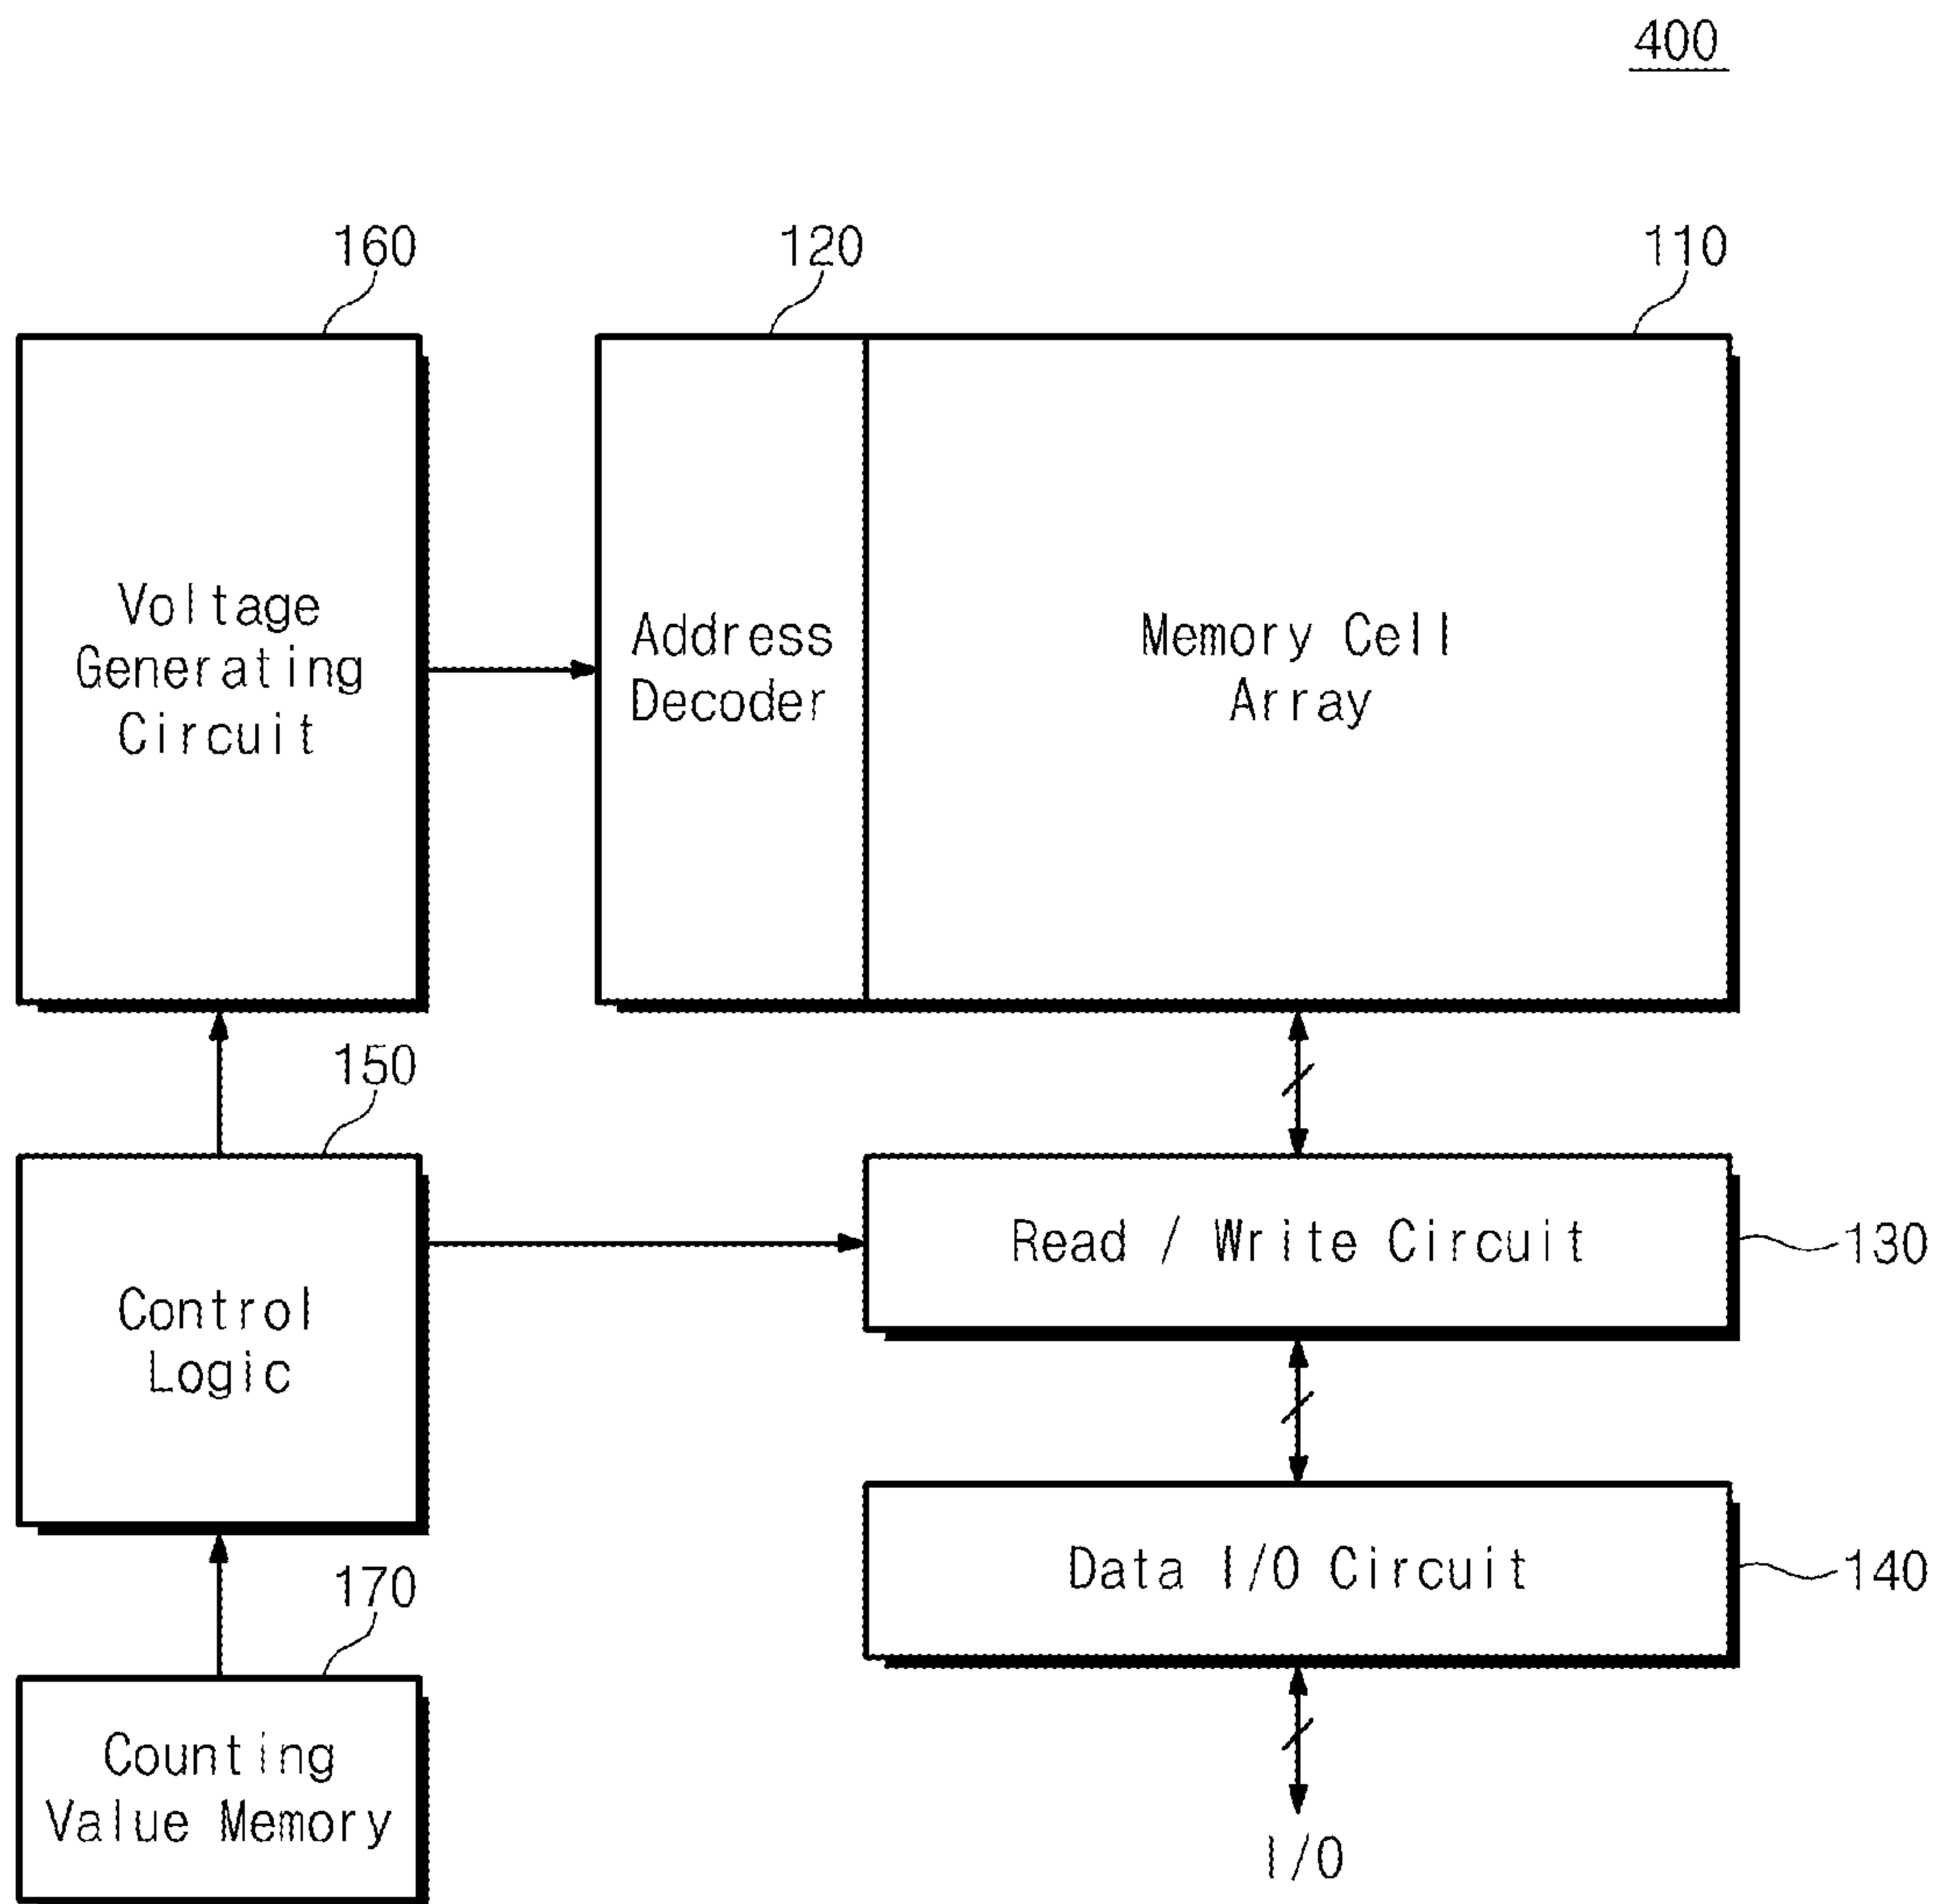 400
160
120
110
Voltage
Generating
Circuit
Address
Decoder
Memory Cell
Array
150
Control
Logic
Read / Write Circuit
130
170
Data I/O Circuit
140
Counting
Value Memory
I/O